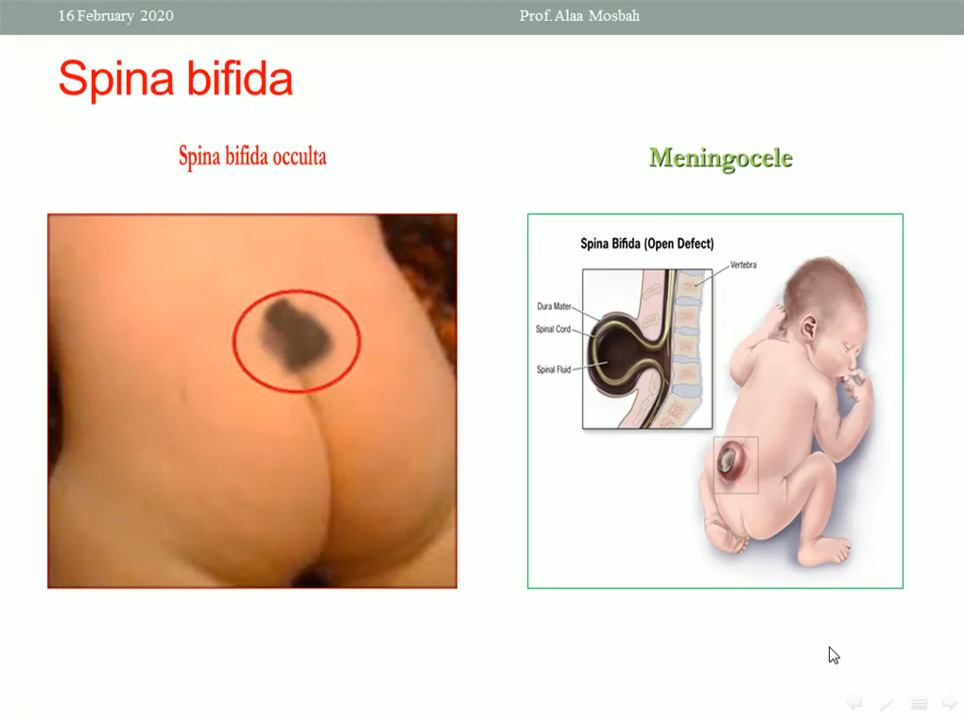 16 February 2020
Prof. Alaa Mosbah
Spina bifida
Spina bifida occulta
Meningocele
Spina Bifida (Open Defect)
Vertebra
Dura Mater
Spinal Cord
Spinal Fluid